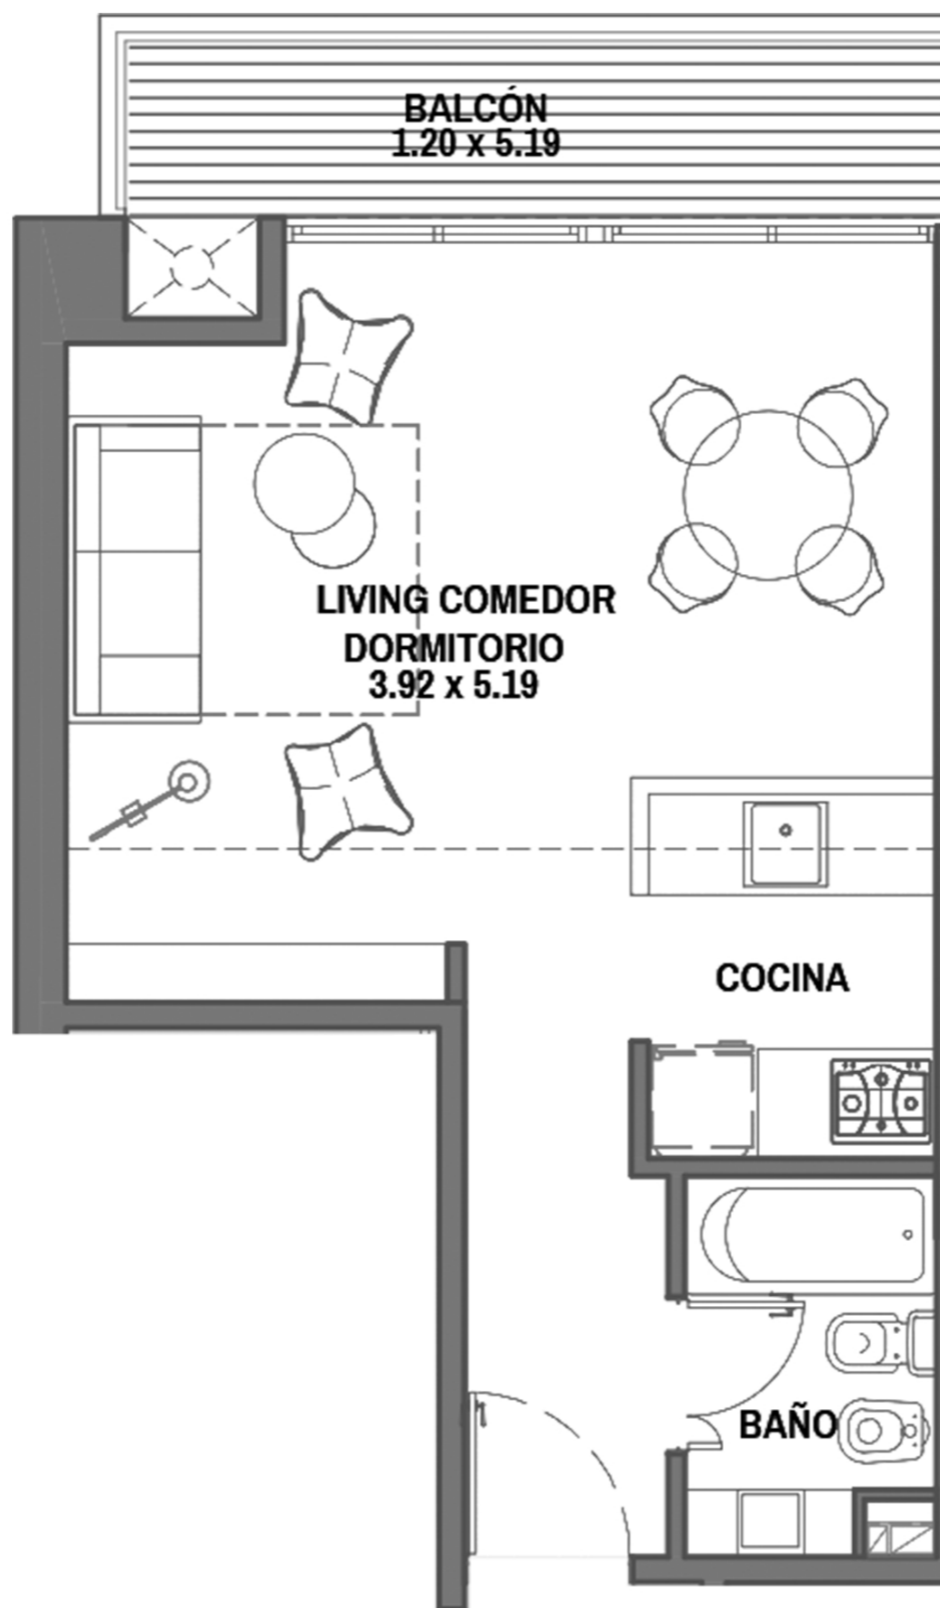 BALCÓN
1.20 x 5.19
LIVING COMEDOR
DORMITORIO
3.92 x 5.19
COCINA
BAÑO